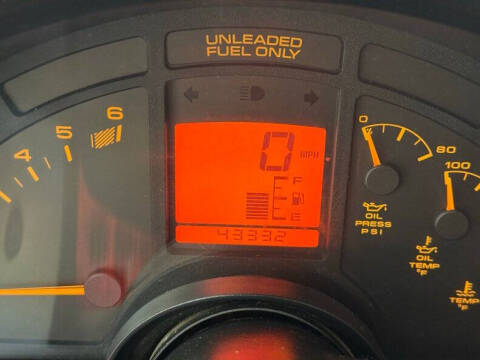 UNLEADED
FUEL ONLY
4 5 6
0 MPH
F
E
43332
0
80
OIL
PRESS
PSI
100
OIL
TEMP
°F
TEMP
°F